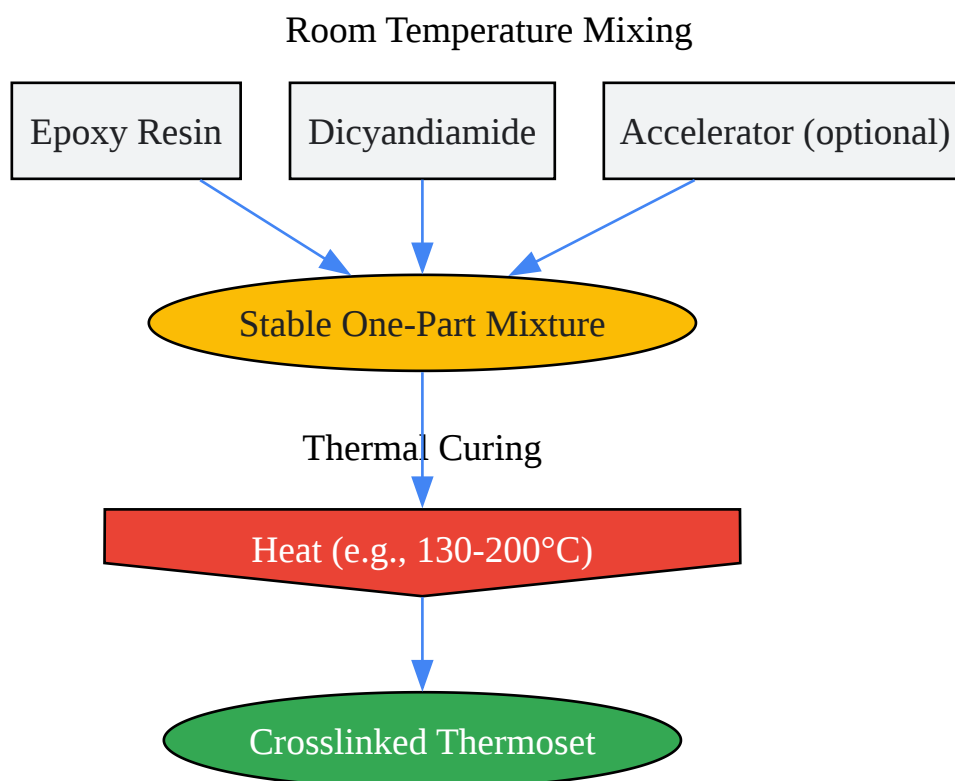 Room Temperature Mixing
Epoxy Resin
Dicyandiamide
Accelerator (optional)
Stable One-Part Mixture
Thermal Curing
Heat (e.g., 130-200°C)
Crosslinked Thermoset